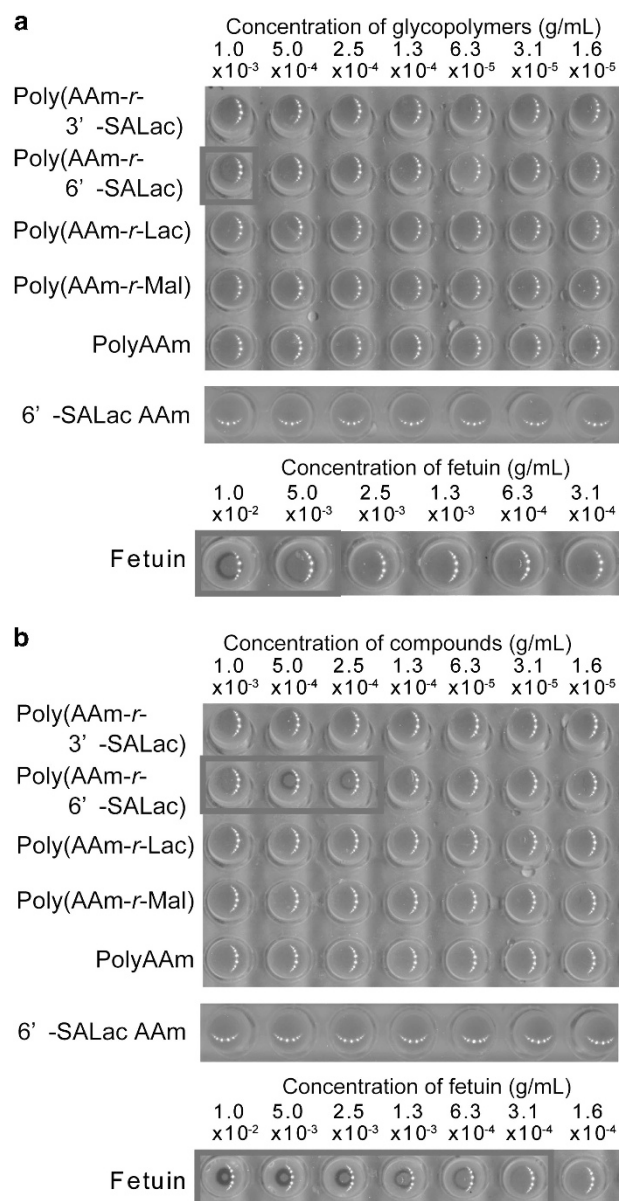 a
Concentration of glycopolymers (g/mL)
1.0 5.0 2.5 1.3 6.3 3.1 1.6
x10-3 x10-4 x10-4 x10-4 x10-5 x10-5 x10-5
Poly(AAm-r-
3' -SALac)
Poly(AAm-r-
6' -SALac)
Poly(AAm-r-Lac)
Poly(AAm-r-Mal)
PolyAAm
6' -SALac AAm
Concentration of fetuin (g/mL)
1.0 5.0 2.5 1.3 6.3 3.1
x10-2 x10-3 x10-3 x10-3 x10-4 x10-4
Fetuin
b
Concentration of compounds (g/mL)
1.0 5.0 2.5 1.3 6.3 3.1 1.6
x10-3 x10-4 x10-4 x10-4 x10-5 x10-5 x10-5
Poly(AAm-r-
3' -SALac)
Poly(AAm-r-
6' -SALac)
Poly(AAm-r-Lac)
Poly(AAm-r-Mal)
PolyAAm
6' -SALac AAm
Concentration of fetuin (g/mL)
1.0 5.0 2.5 1.3 6.3 3.1 1.6
x10-2 x10-3 x10-3 x10-3 x10-4 x10-4 x10-4
Fetuin